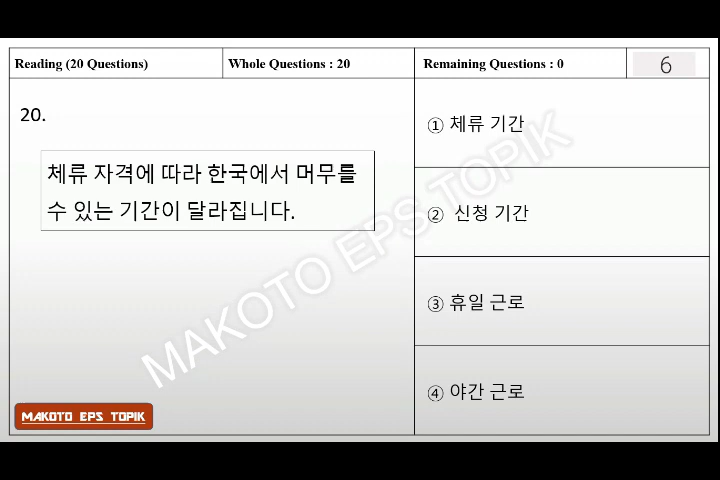 Reading (20 Questions)
Whole Questions : 20
Remaining Questions : 0
6
20.
체류 자격에 따라 한국에서 머무를
수 있는 기간이 달라집니다.
① 체류 기간
② 신청 기간
③ 휴일 근로
④ 야간 근로
MAKOTO EPS TOPIK
MAKOTO EPS TOPIK